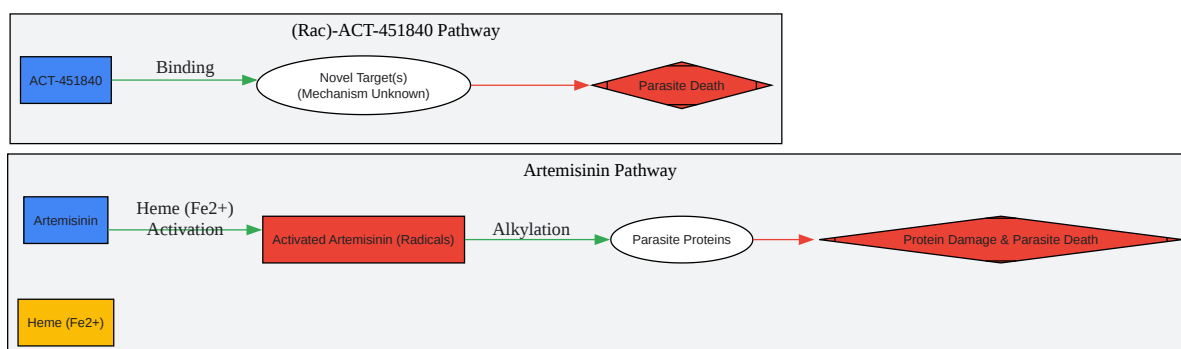 (Rac)-ACT-451840 Pathway
ACT-451840
Binding
Novel Target(s)
(Mechanism Unknown)
Parasite Death
Artemisinin Pathway
Artemisinin
Heme (Fe2+)
Activation
Activated Artemisinin (Radicals)
Alkylation
Parasite Proteins
Protein Damage & Parasite Death
Heme (Fe2+)